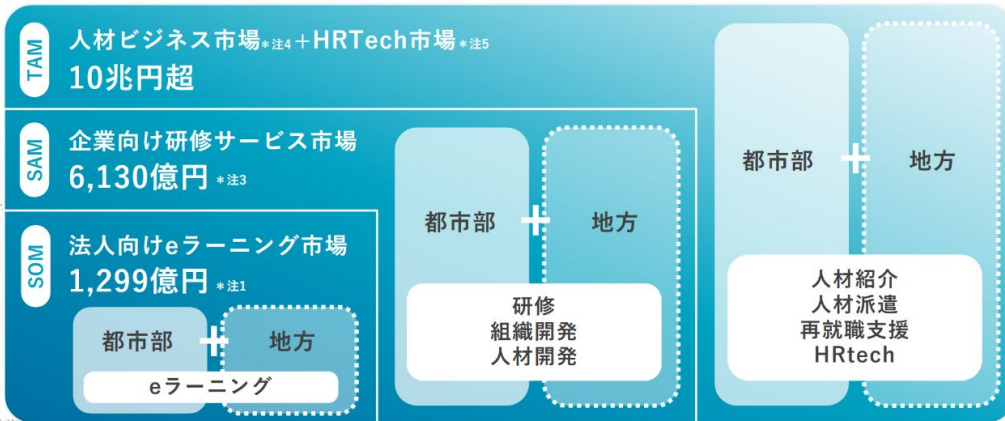 TAM
人材ビジネス市場*注4+HRTech市場*注5
10兆円超
SAM
企業向け研修サービス市場
6,130億円 *注3
SOM
法人向けeラーニング市場
1,299億円 *注1
都市部 + 地方
eラーニング
都市部 + 地方
研修
組織開発
人材開発
都市部 + 地方
人材紹介
人材派遣
再就職支援
HRtech